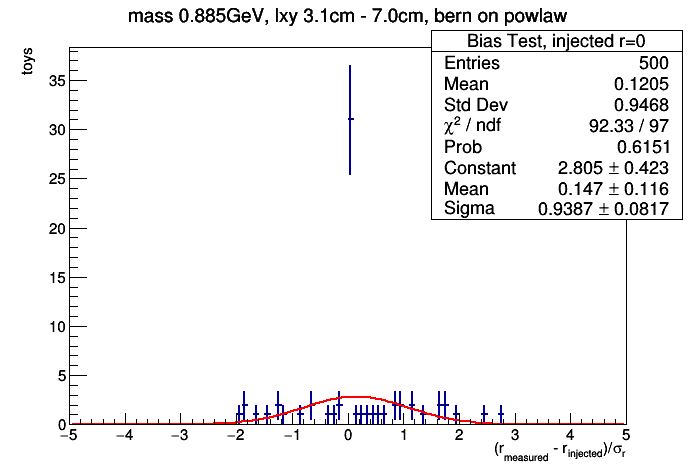 mass 0.885GeV, lxy 3.1cm - 7.0cm, bern on powlaw
Bias Test, injected r=0
Entries 500
Mean 0.1205
Std Dev 0.9468
χ² / ndf 92.33 / 97
Prob 0.6151
Constant 2.805 ± 0.423
Mean 0.147 ± 0.116
Sigma 0.9387 ± 0.0817
toys
35
30
25
20
15
10
5
0
−5 −4 −3 −2 −1 0 1 2 3 4 5
(r_measured - r_injected)/σ_r